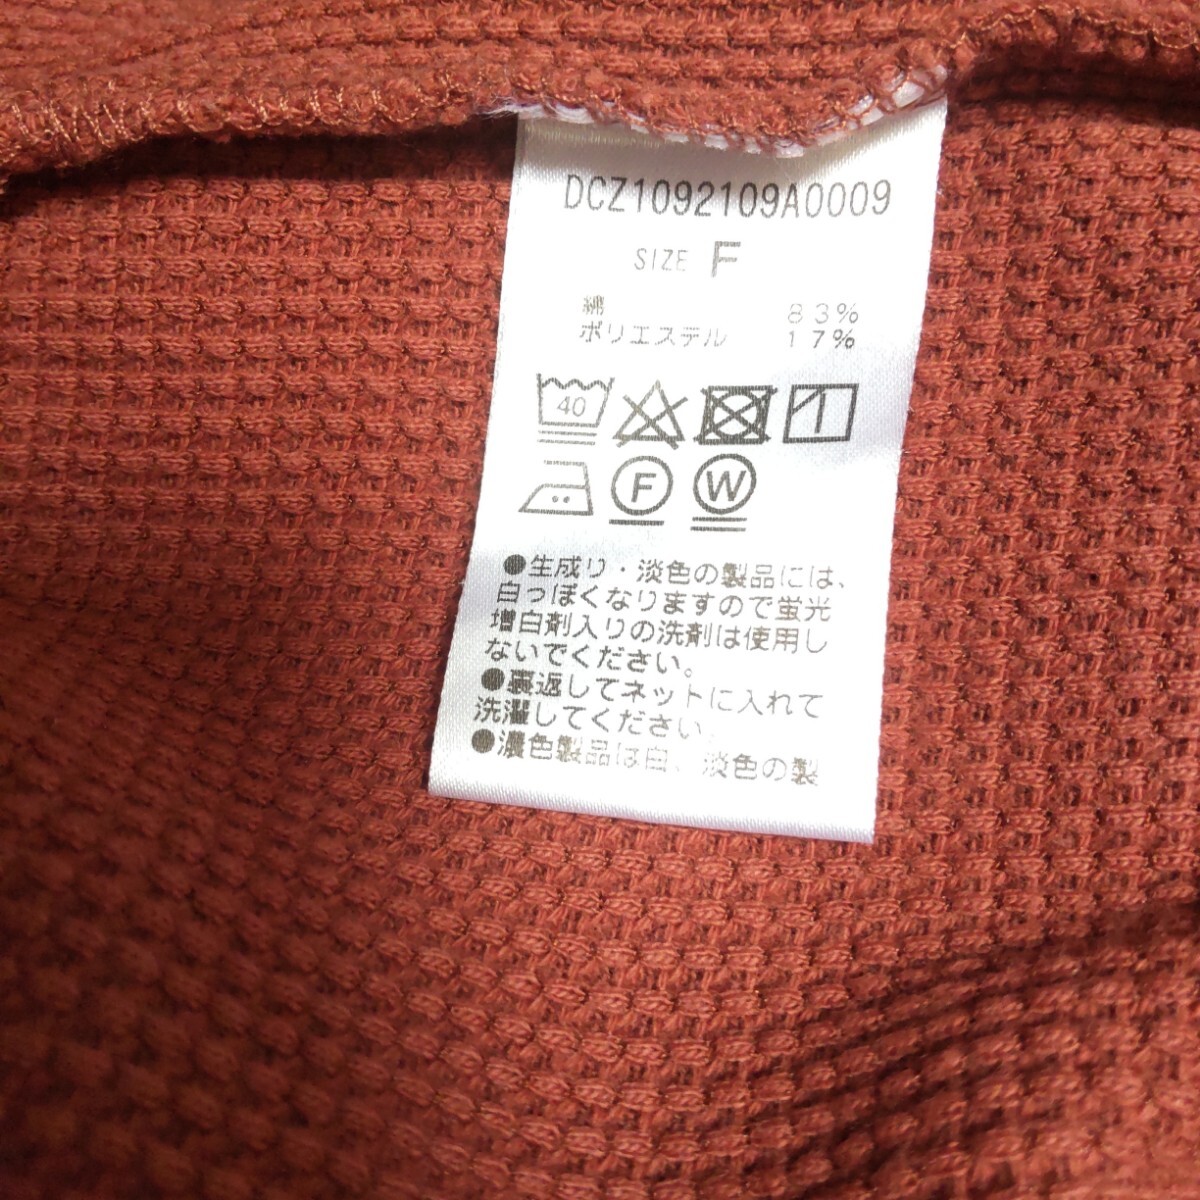 DCZ1092109A0009
SIZE F
綿 83%
ポリエステル 17%
40
F W
●生成り・淡色の製品には、
白っぽくなりますので蛍光
増白剤入りの洗剤は使用し
ないでください。
●裏返してネットに入れて
洗濯してください。
●濃色製品は白、淡色の製